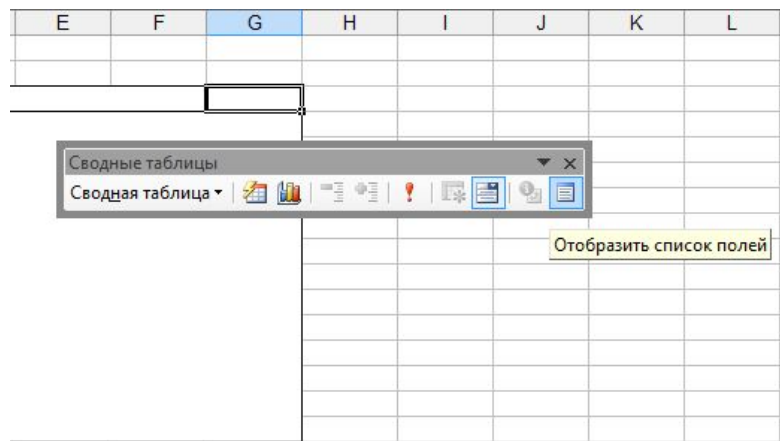 E F G H I J K L
Сводные таблицы
Сводная таблица
Отобразить список полей